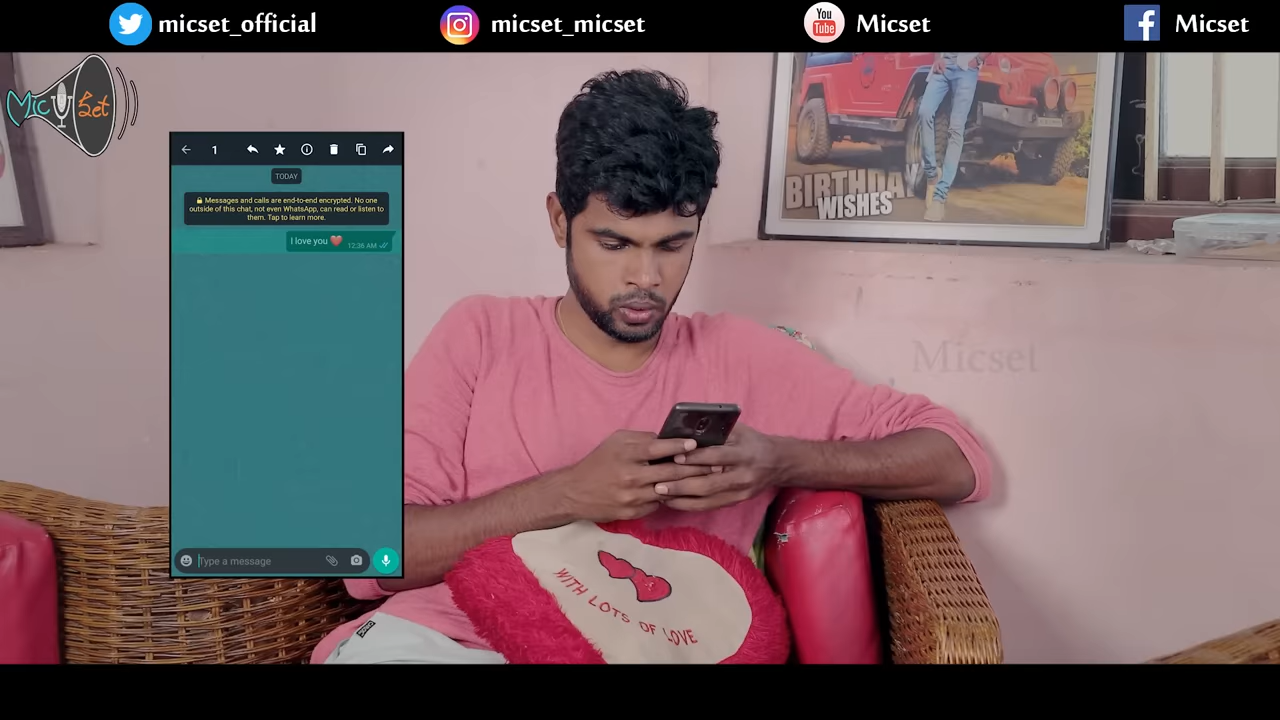 micset_official
micset_micset
You
Tube
Micset
Micset
Mic Set
1
TODAY
Messages and calls are end-to-end encrypted. No one
outside of this chat, not even WhatsApp, can read or listen to
them. Tap to learn more.
I love you ❤️
12:36 AM
Type a message
BIRTHDAY
WISHES
Micset
WITH LOTS OF LOVE